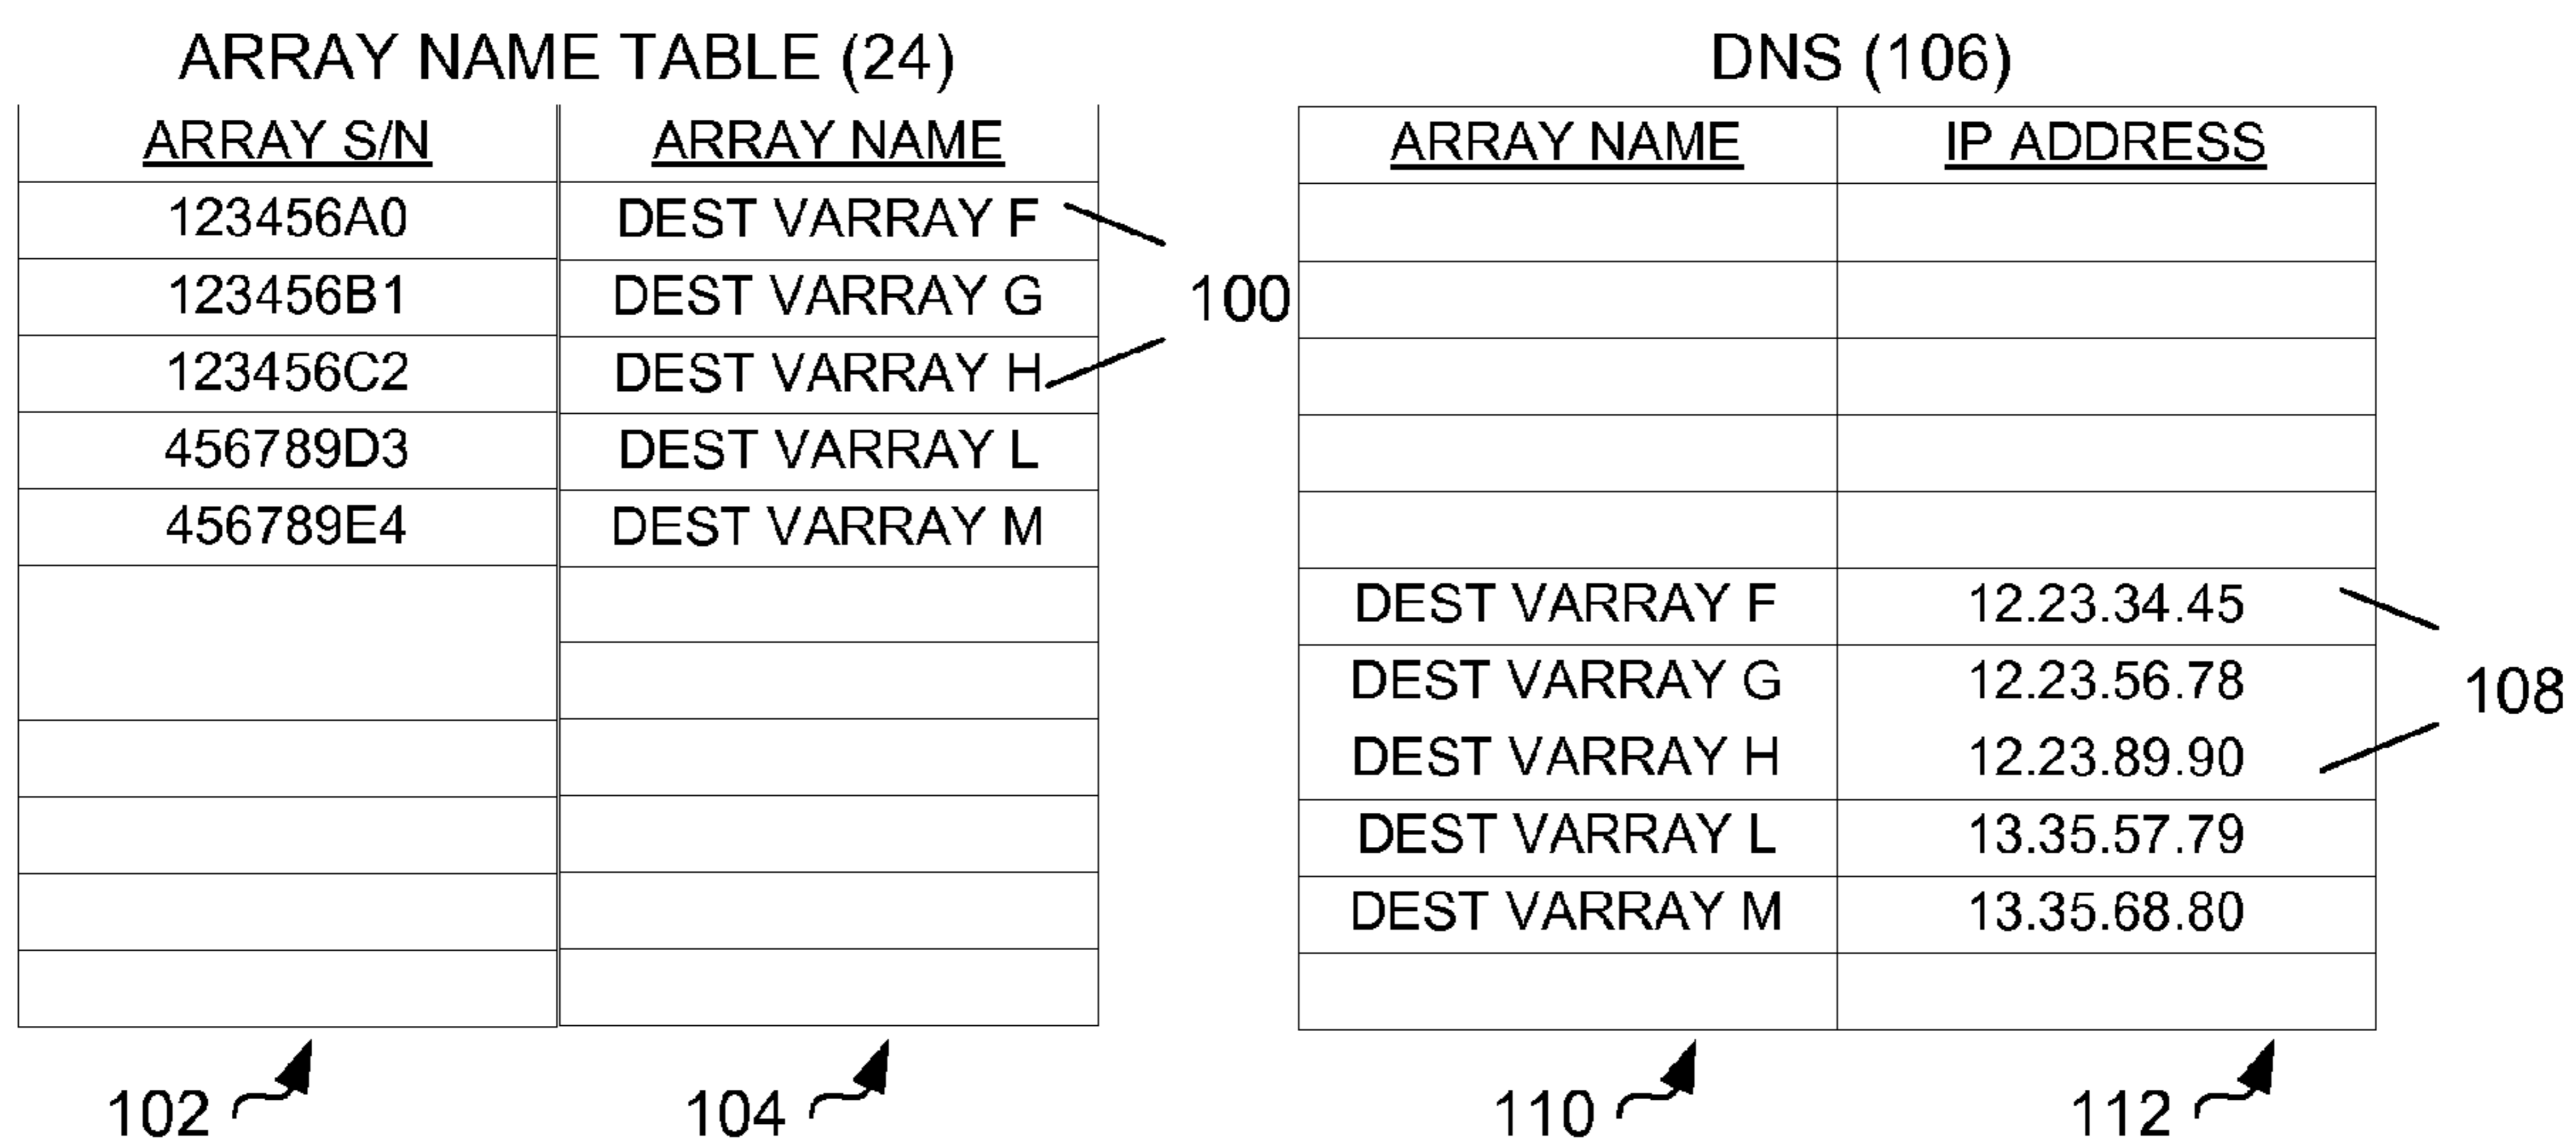 ARRAY NAME TABLE (24)
ARRAY S/N ARRAY NAME
123456A0 DEST VARRAY F
123456B1 DEST VARRAY G
123456C2 DEST VARRAY H
456789D3 DEST VARRAY L
456789E4 DEST VARRAY M
100
102 104
DNS (106)
ARRAY NAME IP ADDRESS
DEST VARRAY F 12.23.34.45
DEST VARRAY G 12.23.56.78
DEST VARRAY H 12.23.89.90
DEST VARRAY L 13.35.57.79
DEST VARRAY M 13.35.68.80
108
110 112